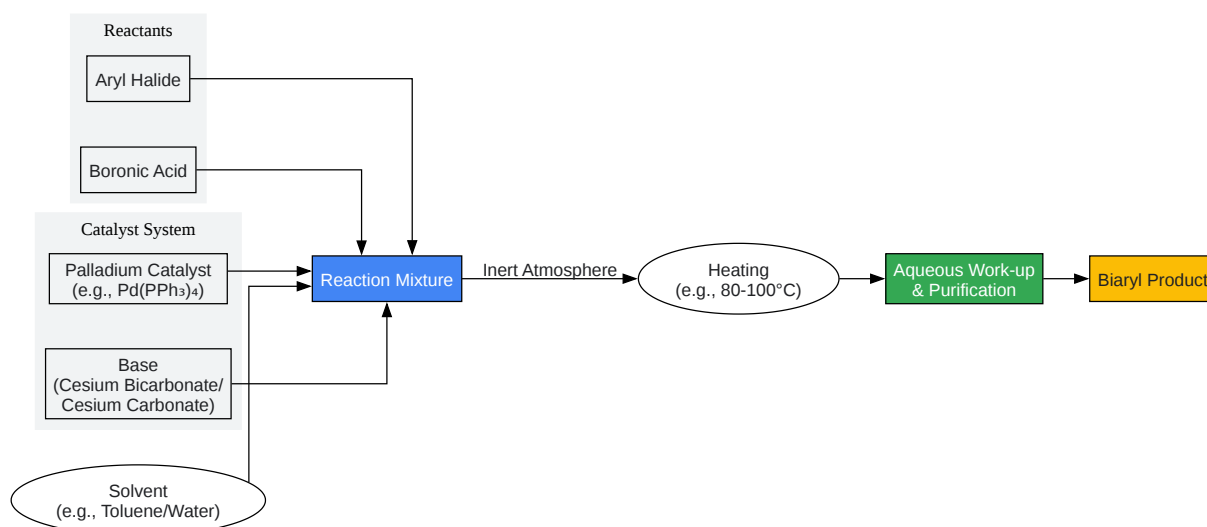 Reactants
Aryl Halide
Boronic Acid
Catalyst System
Palladium Catalyst
(e.g., Pd(PPh₃)₄)
Base
(Cesium Bicarbonate/
Cesium Carbonate)
Solvent
(e.g., Toluene/Water)
Reaction Mixture
Inert Atmosphere
Heating
(e.g., 80-100°C)
Aqueous Work-up
& Purification
Biaryl Product